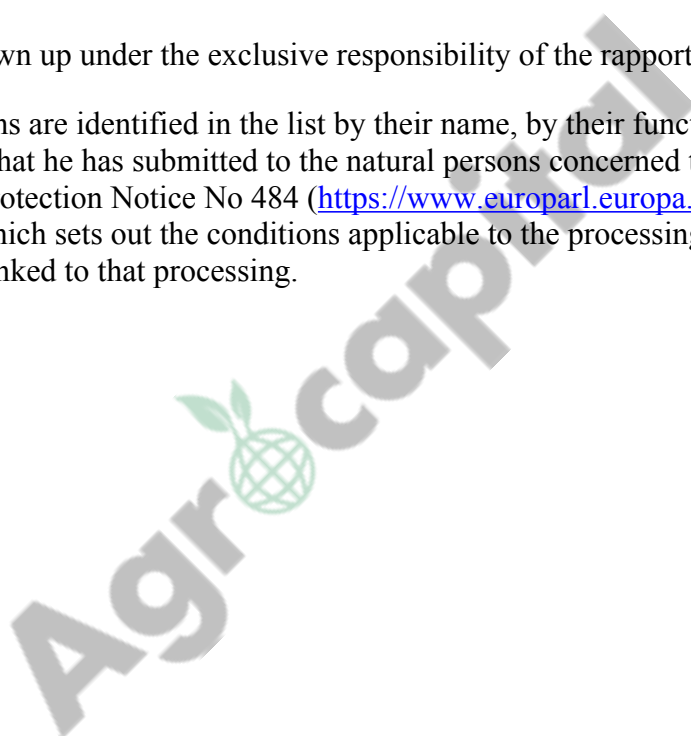 wn up under the exclusive responsibility of the rapport
ns are identified in the list by their name, by their func
hat he has submitted to the natural persons concerned t
otection Notice No 484 (https://www.europarl.europa.
hich sets out the conditions applicable to the processing
nked to that processing.
Agrocapital